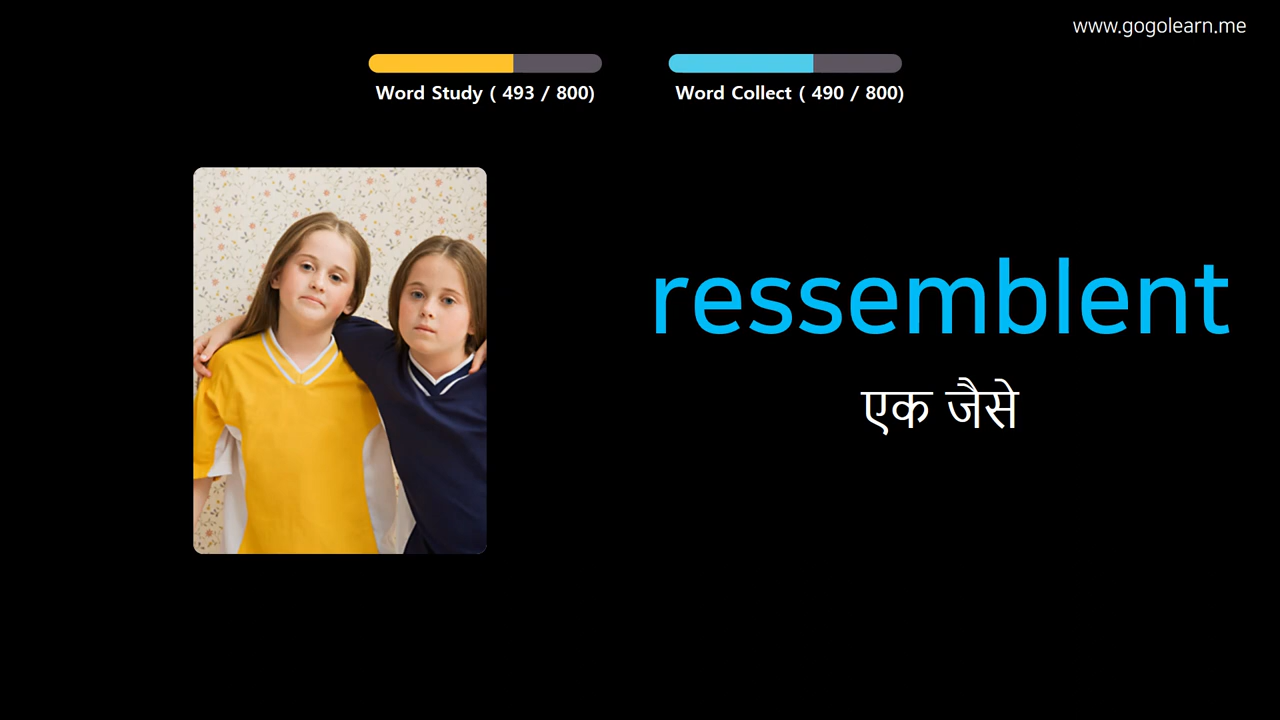 www.gogolearn.me
Word Study ( 493 / 800)
Word Collect ( 490 / 800)
ressemblent
एक जैसे